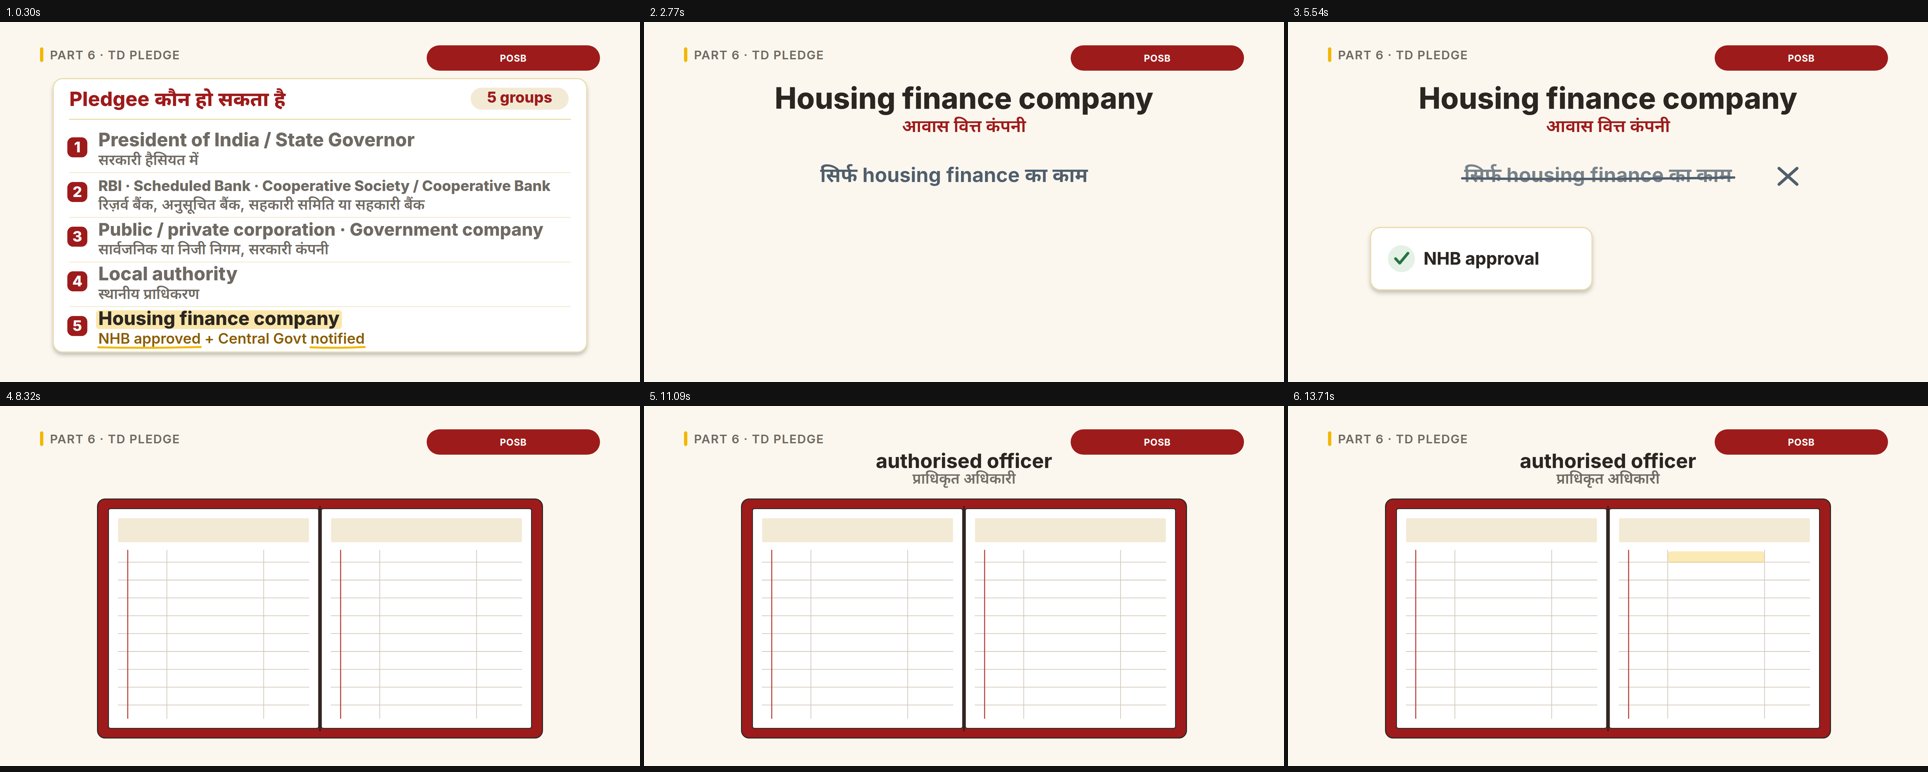 1. 0.30s
PART 6 · TD PLEDGE
POSB
Pledgee कौन हो सकता है
5 groups
1 President of India / State Governor
सरकारी हैसियत में
2 RBI · Scheduled Bank · Cooperative Society / Cooperative Bank
रिज़र्व बैंक, अनुसूचित बैंक, सहकारी समिति या सहकारी बैंक
3 Public / private corporation · Government company
सार्वजनिक या निजी निगम, सरकारी कंपनी
4 Local authority
स्थानीय प्राधिकरण
5 Housing finance company
NHB approved + Central Govt notified
2. 2.77s
PART 6 · TD PLEDGE
POSB
Housing finance company
आवास वित्त कंपनी
सिर्फ housing finance का काम
3. 5.54s
PART 6 · TD PLEDGE
POSB
Housing finance company
आवास वित्त कंपनी
सिर्फ housing finance का काम
NHB approval
4. 8.32s
PART 6 · TD PLEDGE
POSB
5. 11.09s
PART 6 · TD PLEDGE
POSB
authorised officer
प्राधिकृत अधिकारी
6. 13.71s
PART 6 · TD PLEDGE
POSB
authorised officer
प्राधिकृत अधिकारी